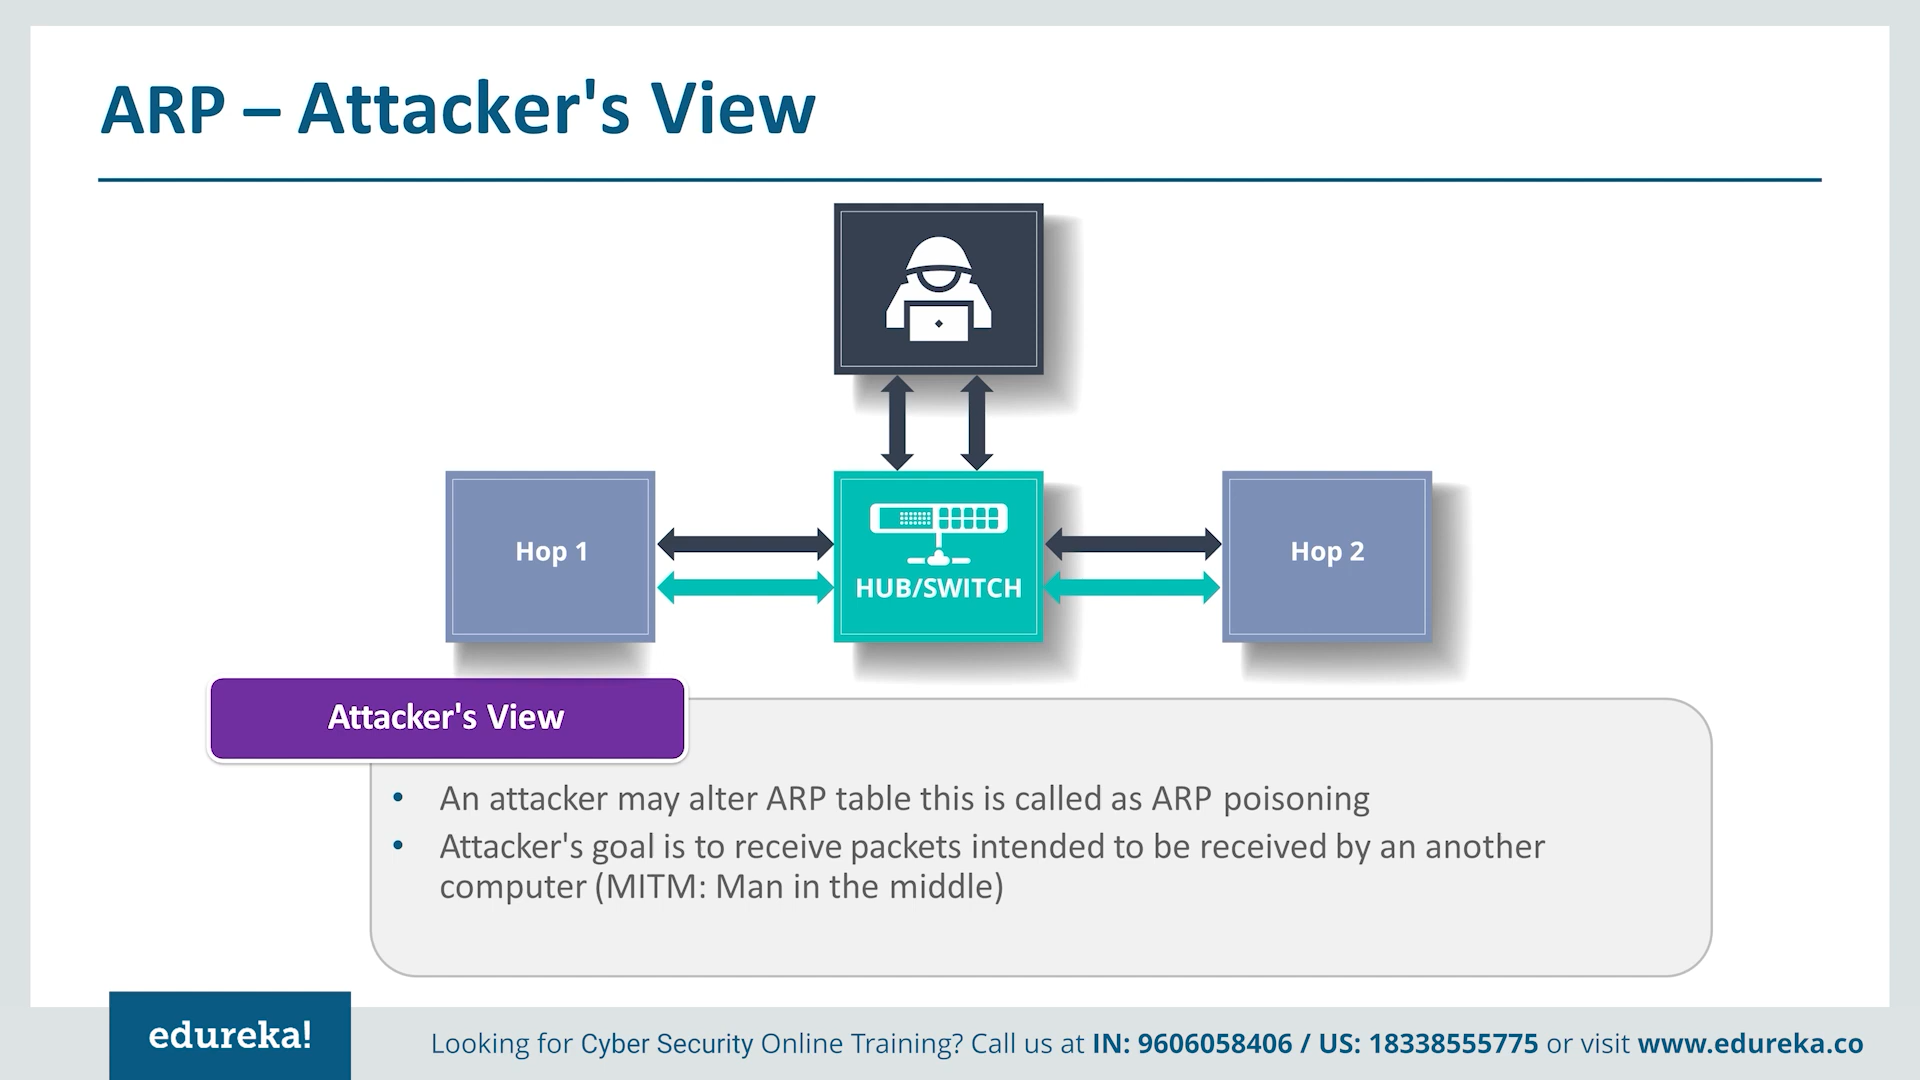 ARP – Attacker's View
Hop 1
HUB/SWITCH
Hop 2
Attacker's View
• An attacker may alter ARP table this is called as ARP poisoning
• Attacker's goal is to receive packets intended to be received by an another
computer (MITM: Man in the middle)
edureka!
Looking for Cyber Security Online Training? Call us at IN: 9606058406 / US: 18338555775 or visit www.edureka.co